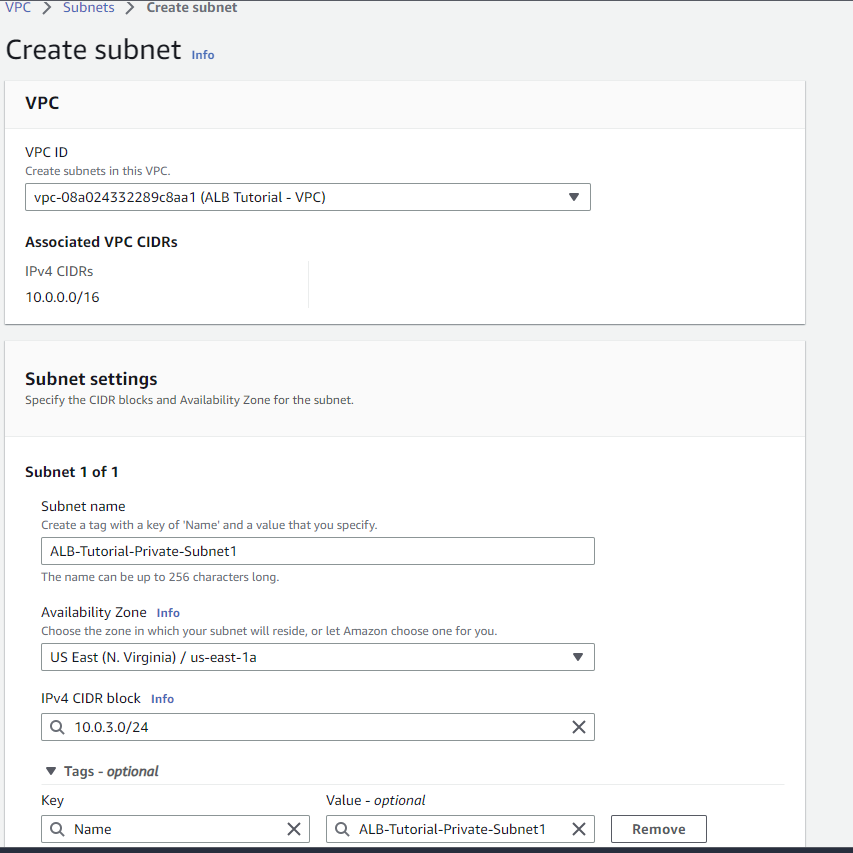 VPC > Subnets > Create subnet
Create subnet Info
VPC
VPC ID
Create subnets in this VPC.
vpc-08a024332289c8aa1 (ALB Tutorial - VPC)
Associated VPC CIDRs
IPv4 CIDRs
10.0.0.0/16
Subnet settings
Specify the CIDR blocks and Availability Zone for the subnet.
Subnet 1 of 1
Subnet name
Create a tag with a key of 'Name' and a value that you specify.
ALB-Tutorial-Private-Subnet1
The name can be up to 256 characters long.
Availability Zone Info
Choose the zone in which your subnet will reside, or let Amazon choose one for you.
US East (N. Virginia) / us-east-1a
IPv4 CIDR block Info
10.0.3.0/24
Tags - optional
Key Value - optional
Name ALB-Tutorial-Private-Subnet1 Remove